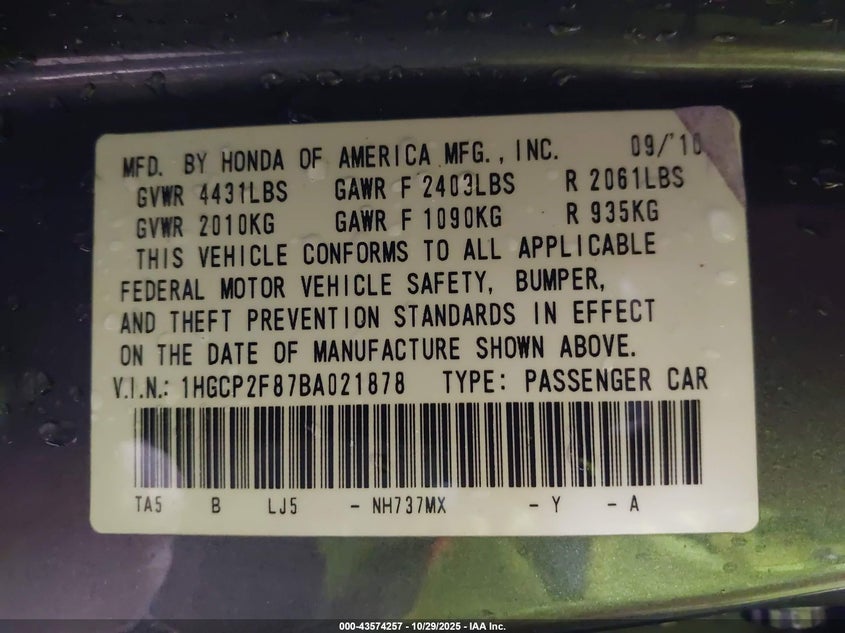 MFD. BY HONDA OF AMERICA MFG., INC. 09/'10
GVWR 4431LBS GAWR F 2403LBS R 2061LBS
GVWR 2010KG GAWR F 1090KG R 935KG
THIS VEHICLE CONFORMS TO ALL APPLICABLE
FEDERAL MOTOR VEHICLE SAFETY, BUMPER,
AND THEFT PREVENTION STANDARDS IN EFFECT
ON THE DATE OF MANUFACTURE SHOWN ABOVE.
V.I.N.: 1HGCP2F87BA021878 TYPE: PASSENGER CAR
TA5 B LJ5 - NH737MX - Y - A
000-43574257 - 10/29/2025 - IAA Inc.